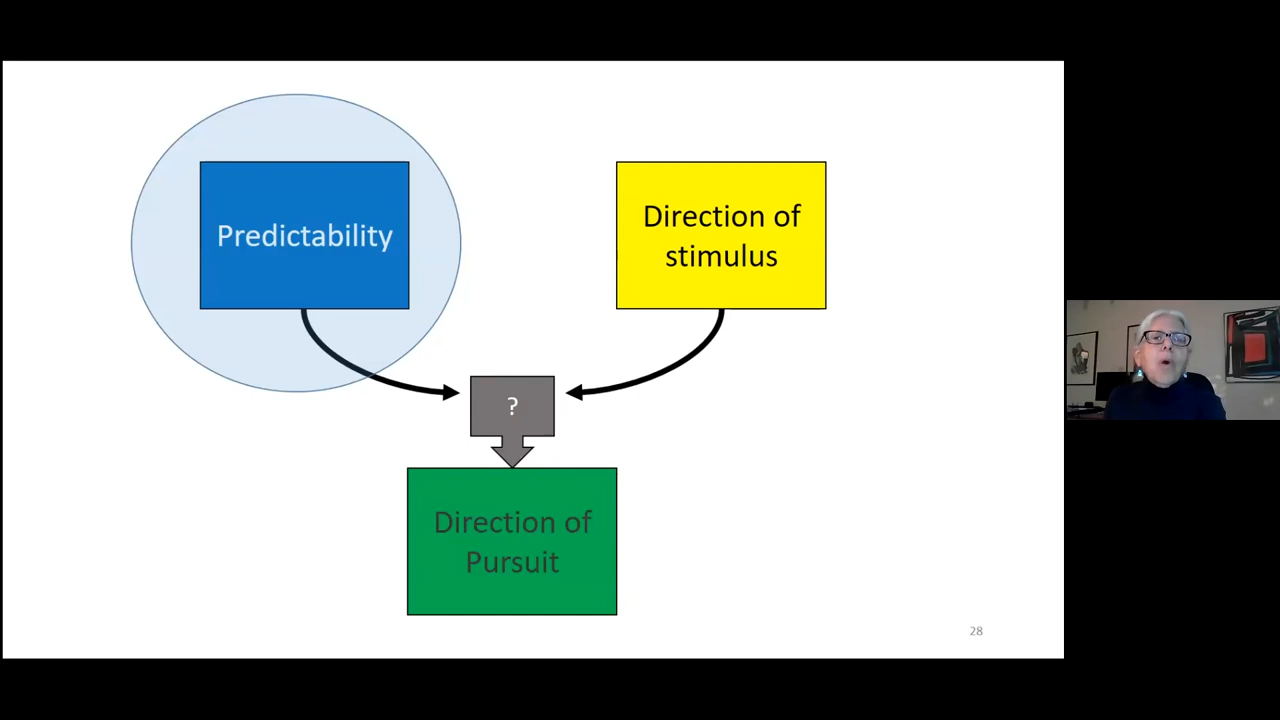 Predictability
Direction of
stimulus
?
Direction of
Pursuit
28